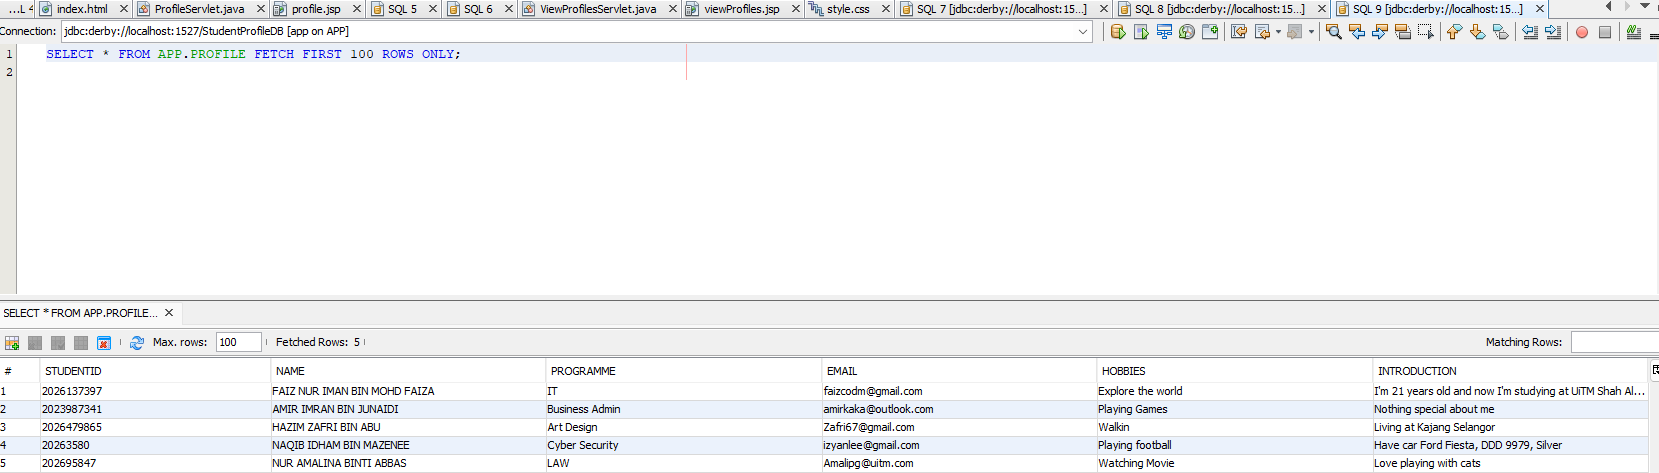 ...L 4 index.html ProfileServlet.java profile.jsp SQL 5 SQL 6 ViewProfilesServlet.java viewProfiles.jsp style.css SQL 7 [jdbc:derby://localhost:15...] SQL 8 [jdbc:derby://localhost:15...] SQL 9 [jdbc:derby://localhost:15...]
Connection: jdbc:derby://localhost:1527/StudentProfileDB [app on APP]
1 SELECT * FROM APP.PROFILE FETCH FIRST 100 ROWS ONLY;
2
SELECT * FROM APP.PROFILE...
Max. rows: 100 Fetched Rows: 5 Matching Rows:
# STUDENTID NAME PROGRAMME EMAIL HOBBIES INTRODUCTION
1 2026137397 FAIZ NUR IMAN BIN MOHD FAIZA IT faizcodm@gmail.com Explore the world I'm 21 years old and now I'm studying at UiTM Shah Al...
2 2023987341 AMIR IMRAN BIN JUNAIDI Business Admin amirkaka@outlook.com Playing Games Nothing special about me
3 2026479865 HAZIM ZAFRI BIN ABU Art Design Zafri67@gmail.com Walkin Living at Kajang Selangor
4 20263580 NAQIB IDHAM BIN MAZENEE Cyber Security izyanlee@gmail.com Playing football Have car Ford Fiesta, DDD 9979, Silver
5 202695847 NUR AMALINA BINTI ABBAS LAW Amalipg@uitm.com Watching Movie Love playing with cats